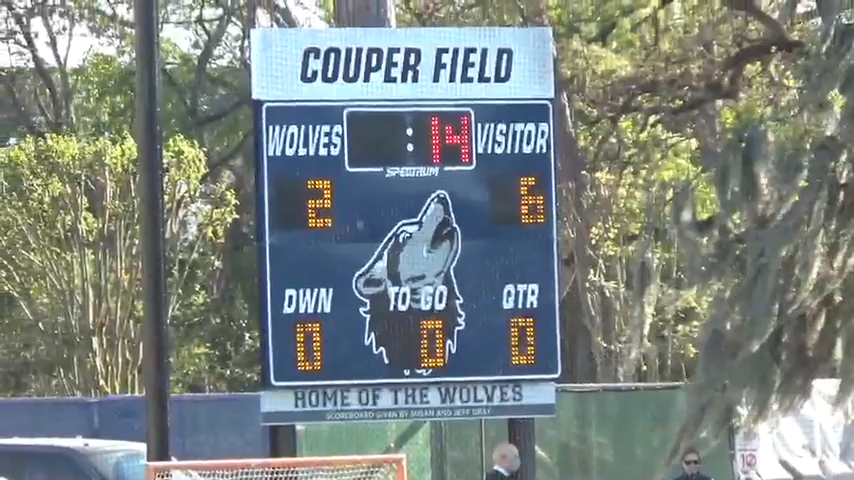 COUPER FIELD
WOLVES :14 VISITOR
SPECTRUM
2 6
DWN TO GO QTR
0 0 0
HOME OF THE WOLVES
SCOREBOARD GIVEN BY SUSAN AND JEFF GRAY
10